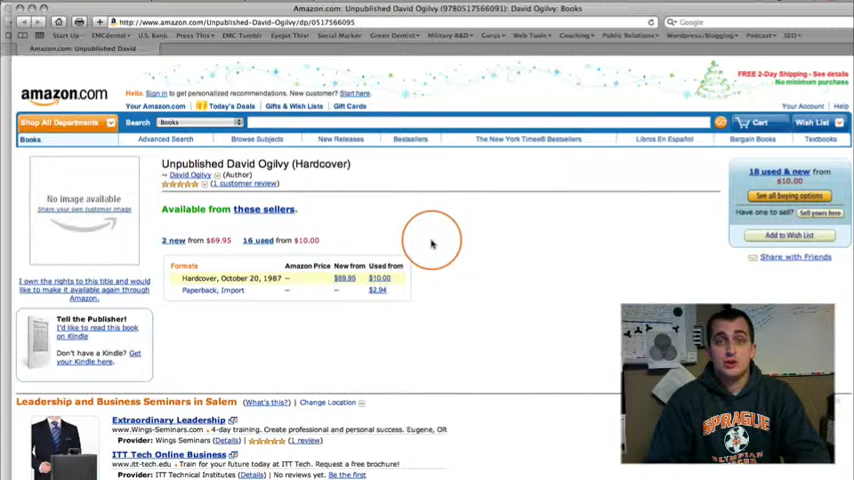 Amazon.com: Unpublished David Ogilvy (9780517566091): David Ogilvy: Books
http://www.amazon.com/Unpublished-David-Ogilvy/dp/0517566095
Google
Start Up
EMCdental
U.S. Bank
Press This
EMC Tumblr
Eyejot This!
Social Marker
Green Dentist
Military A&D
Gurus
Web Tools
Coaching
Public Relations
Wordpress/Blogging
Podcast
SEO
Amazon.com: Unpublished David ...
amazon.com
Hello. Sign in to get personalized recommendations. New customer? Start here.
FREE 2-Day Shipping - See details
No minimum purchase
Your Amazon.com
Today's Deals
Gifts & Wish Lists
Gift Cards
Your Account
Help
Shop All Departments
Search
Books
GO
Cart
Wish List
Books
Advanced Search
Browse Subjects
New Releases
Bestsellers
The New York Times® Bestsellers
Libros En Español
Bargain Books
Textbooks
No image available
Share your own customer image
Unpublished David Ogilvy (Hardcover)
~ David Ogilvy (Author)
(1 customer review)
Available from these sellers.
2 new from $69.95 16 used from $10.00
Formats Amazon Price New from Used from
Hardcover, October 20, 1987 -- $69.95 $10.00
Paperback, Import -- -- $2.94
18 used & new from
$10.00
See all buying options
Have one to sell? Sell yours here
Add to Wish List
Share with Friends
I own the rights to this title and would
like to make it available again through
Amazon.
Tell the Publisher!
I'd like to read this book
on Kindle
Don't have a Kindle? Get
your Kindle here.
Leadership and Business Seminars in Salem (What's this?) Change Location
Extraordinary Leadership
www.Wings-Seminars.com • 4-day training. Create professional and personal success. Eugene, OR
Provider: Wings Seminars (Details) (1 review)
ITT Tech Online Business
www.itt-tech.edu • Train for your future today at ITT Tech. Request a free brochure!
Provider: ITT Technical Institutes (Details) No reviews yet. Be the first
SPRAGUE